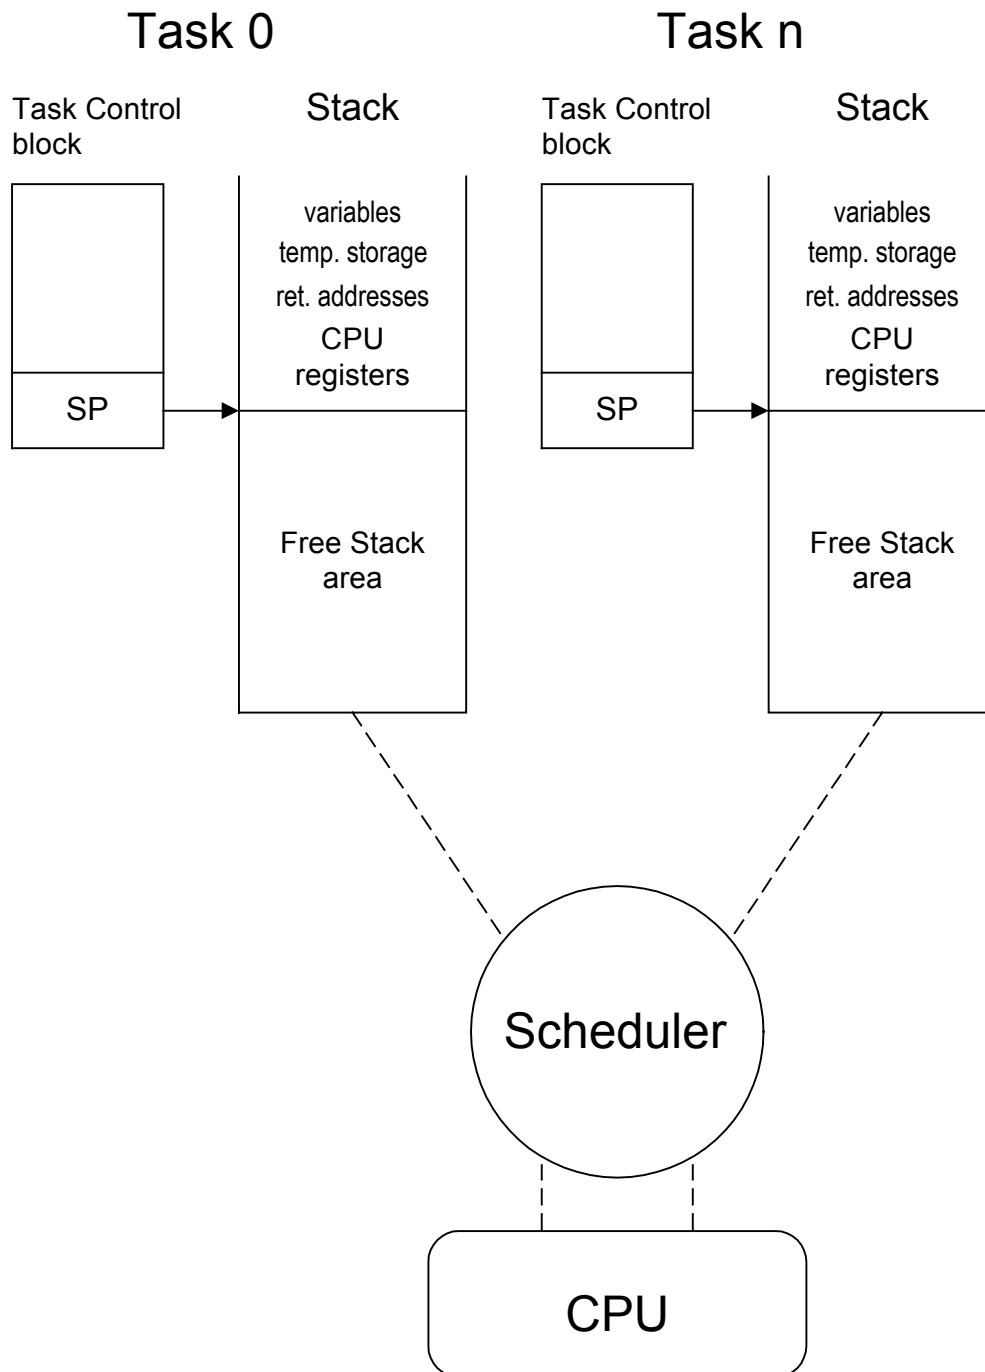 Task 0
Task n
Task Control
block
Stack
Task Control
block
Stack
variables
temp. storage
ret. addresses
CPU
registers
SP
variables
temp. storage
ret. addresses
CPU
registers
SP
Free Stack
area
Free Stack
area
Scheduler
CPU